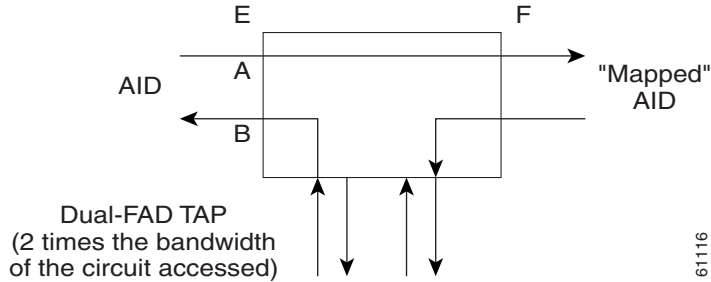 E
F
A
AID
"Mapped"
AID
B
Dual-FAD TAP
(2 times the bandwidth
of the circuit accessed)
61116